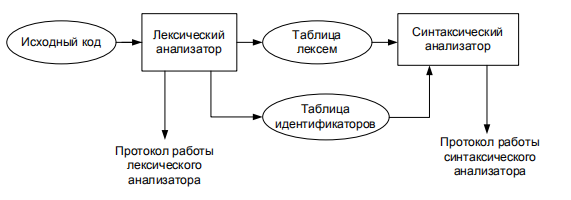 Исходный код
Лексический
анализатор
Таблица
лексем
Синтаксический
анализатор
Таблица
идентификаторов
Протокол работы
лексического
анализатора
Протокол работы
синтаксического
анализатора